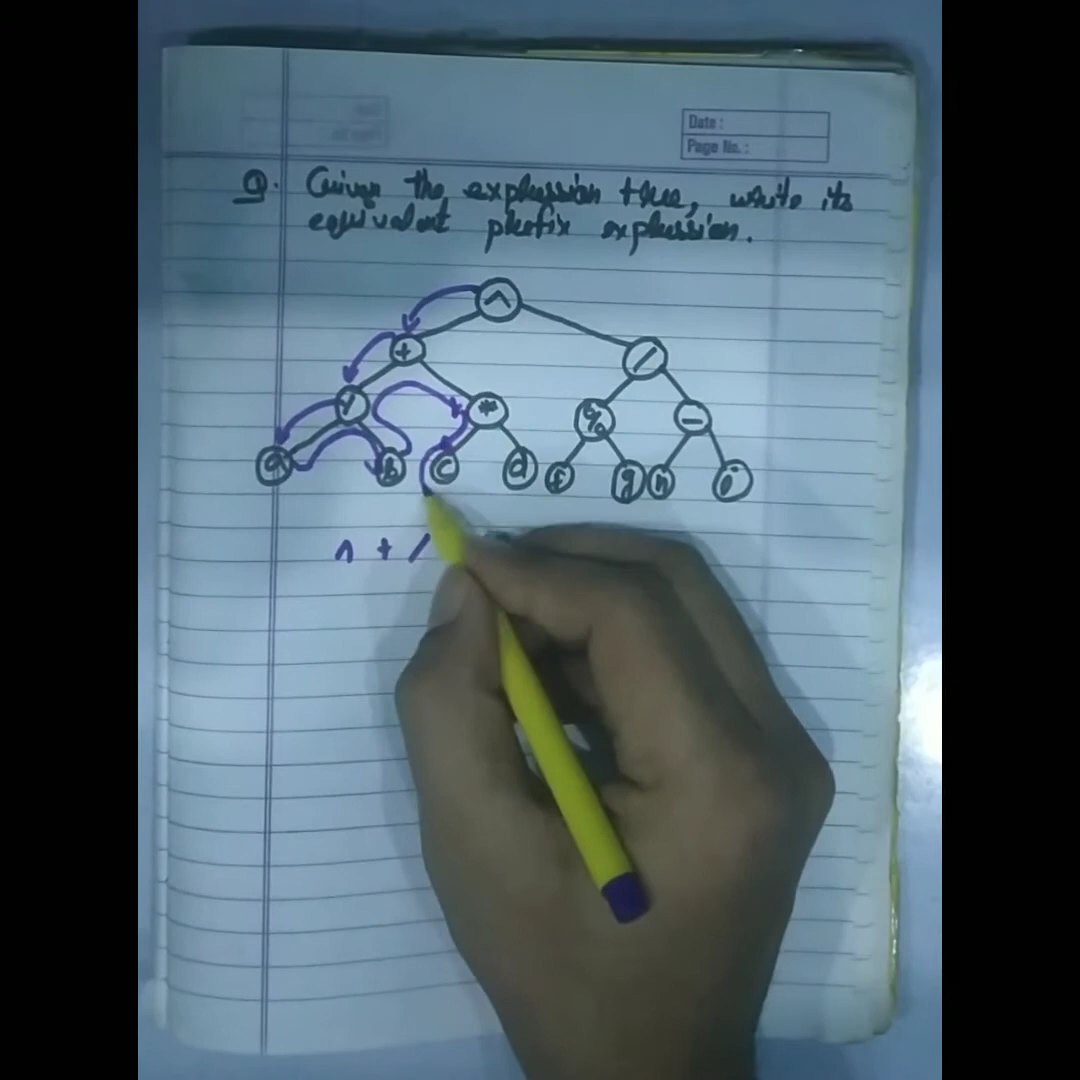 Date :
Page No. :
Q. Given the expression tree, write its
equivalent prefix expression.
^
+ /
/ * % -
a b c d f g h i
^ + /